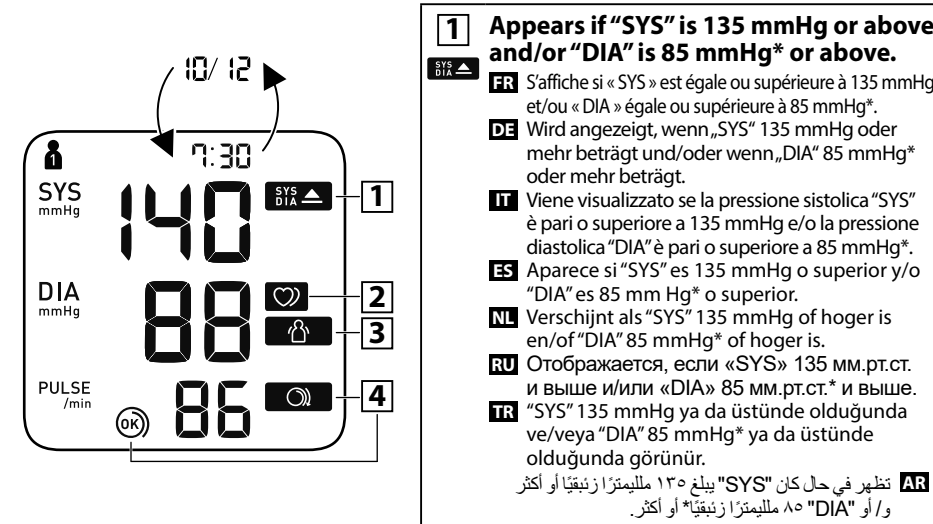 10/ 12
7:30
1
SYS
mmHg
140
SYS
DIA
1
DIA
mmHg
88
2
3
PULSE
/min
86
OK
4
1
SYS
DIA
Appears if “SYS” is 135 mmHg or above
and/or “DIA” is 85 mmHg* or above.
FR S’affiche si « SYS » est égale ou supérieure à 135 mmHg
et/ou « DIA » égale ou supérieure à 85 mmHg*.
DE Wird angezeigt, wenn „SYS“ 135 mmHg oder
mehr beträgt und/oder wenn „DIA“ 85 mmHg*
oder mehr beträgt.
IT Viene visualizzato se la pressione sistolica “SYS”
è pari o superiore a 135 mmHg e/o la pressione
diastolica “DIA” è pari o superiore a 85 mmHg*.
ES Aparece si “SYS” es 135 mmHg o superior y/o
“DIA” es 85 mm Hg* o superior.
NL Verschijnt als “SYS” 135 mmHg of hoger is
en/of “DIA” 85 mmHg* of hoger is.
RU Отображается, если «SYS» 135 мм.рт.ст.
и выше и/или «DIA» 85 мм.рт.ст.* и выше.
TR “SYS” 135 mmHg ya da üstünde olduğunda
ve/veya “DIA” 85 mmHg* ya da üstünde
olduğunda görünür.
AR تظهر في حال كان "SYS" يبلغ ١٣٥ ملليمترًا زئبقيًا أو أكثر
و/ أو "DIA" ٨٥ ملليمترًا زئبقيًا* أو أكثر.